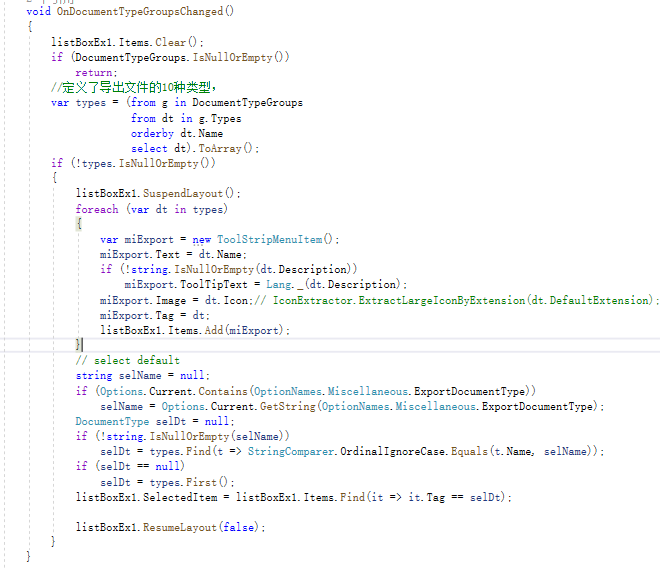 void OnDocumentTypeGroupsChanged()
{
listBoxEx1.Items.Clear();
if (DocumentTypeGroups.IsNullOrEmpty())
return;
//定义了导出文件的10种类型，
var types = (from g in DocumentTypeGroups
from dt in g.Types
orderby dt.Name
select dt).ToArray();
if (!types.IsNullOrEmpty())
{
listBoxEx1.SuspendLayout();
foreach (var dt in types)
{
var miExport = new ToolStripMenuItem();
miExport.Text = dt.Name;
if (!string.IsNullOrEmpty(dt.Description))
miExport.ToolTipText = Lang._(dt.Description);
miExport.Image = dt.Icon;// IconExtractor.ExtractLargeIconByExtension(dt.DefaultExtension);
miExport.Tag = dt;
listBoxEx1.Items.Add(miExport);
}
// select default
string selName = null;
if (Options.Current.Contains(OptionNames.Miscellaneous.ExportDocumentType))
selName = Options.Current.GetString(OptionNames.Miscellaneous.ExportDocumentType);
DocumentType selDt = null;
if (!string.IsNullOrEmpty(selName))
selDt = types.Find(t => StringComparer.OrdinalIgnoreCase.Equals(t.Name, selName));
if (selDt == null)
selDt = types.First();
listBoxEx1.SelectedItem = listBoxEx1.Items.Find(it => it.Tag == selDt);
listBoxEx1.ResumeLayout(false);
}
}